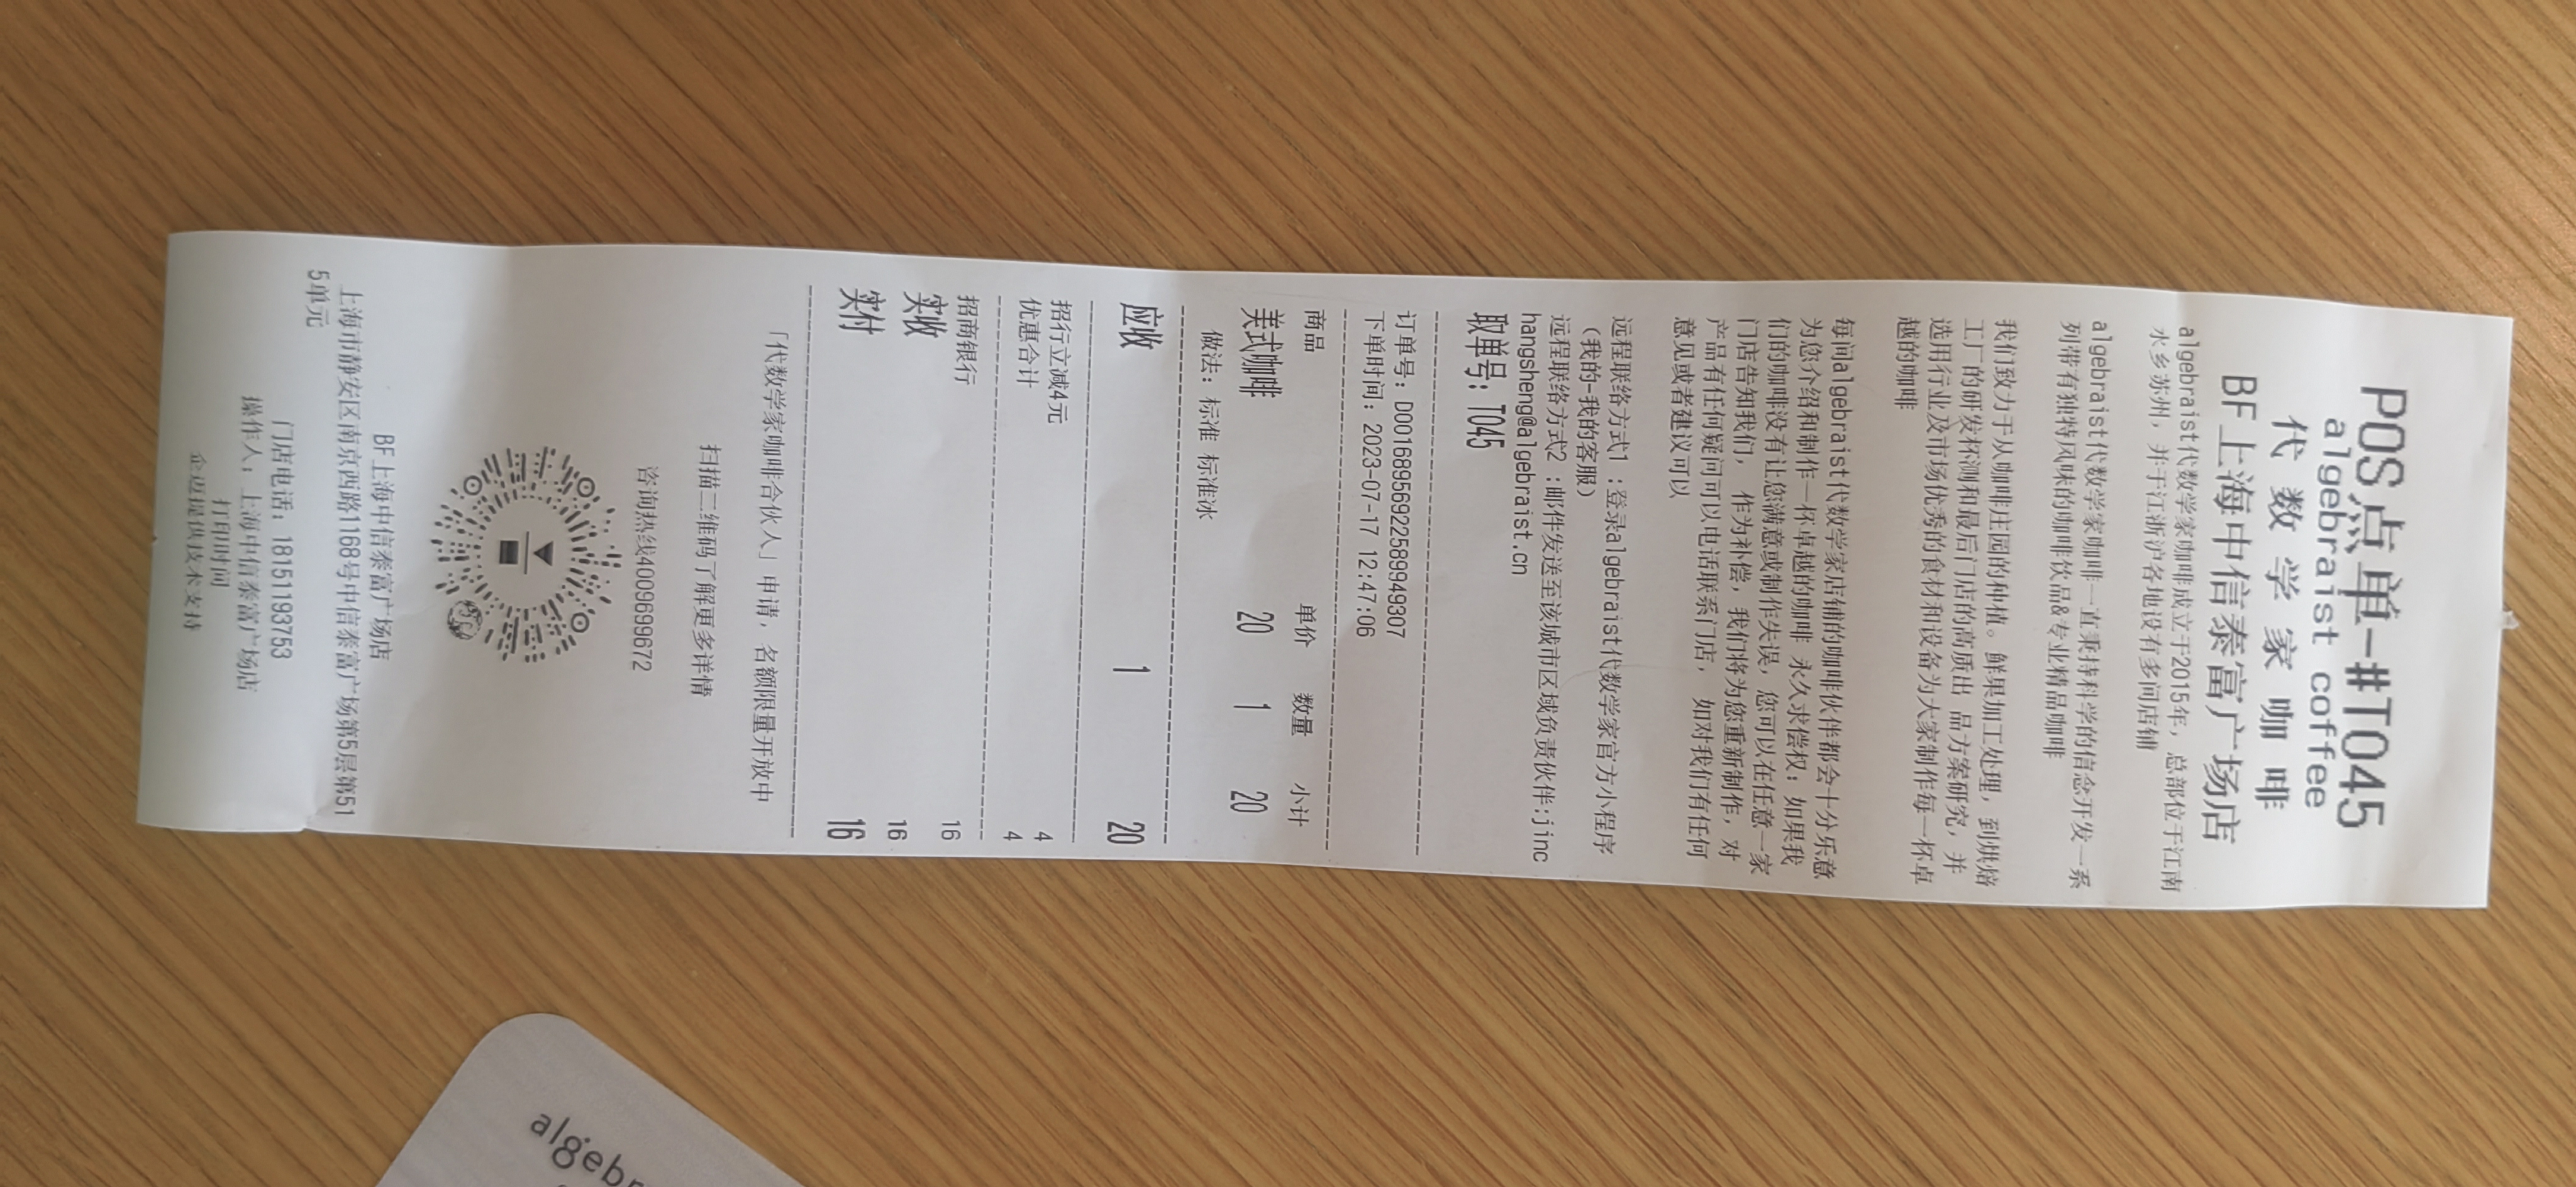 POS点单-#T045
algebraist coffee
代 数 学 家 咖 啡
BF上海中信泰富广场店
algebraist代数学家咖啡成立于2015年，总部位于江南
水乡苏州，并于江浙沪各地设有多间店铺
algebraist代数学家咖啡一直秉持科学的信念开发一系
列带有独特风味的咖啡饮品&专业精品咖啡
我们致力于从咖啡庄园的种植。鲜果加工处理，到烘焙
工厂的研发杯测和最后门店的高质出 品方案研究，并
选用行业及市场优秀的食材和设备为大家制作每一杯卓
越的咖啡
每间algebraist代数学家店铺的咖啡伙伴都会十分乐意
为您介绍和制作一杯卓越的咖啡 永久求偿权：如果我
们的咖啡没有让您满意或制作失误，您可以在任意一家
门店告知我们，作为补偿，我们将为您重新制作，对
产品有任何疑问可以电话联系门店，如对我们有任何
意见或者建议可以
远程联络方式1：登录algebraist代数学家官方小程序
（我的-我的客服）
远程联络方式2：邮件发送至该城市区域负责伙伴:jinc
hangsheng@algebraist.cn
取单号：T045
订单号：D00168956922589949307
下单时间：2023-07-17 12:47:06
商品 单价 数量 小计
美式咖啡 20 1 20
做法：标准 标准冰
应收 1 20
招行立减4元 4
优惠合计 4
招商银行 16
实收 16
实付 16
「代数学家咖啡合伙人」申请，名额限量开放中
扫描二维码了解更多详情
咨询热线4009699672
BF上海中信泰富广场店
上海市静安区南京西路1168号中信泰富广场第5层第51
5单元
门店电话：18151193753
操作人：上海中信泰富广场店
打印时间
企迈提供技术支持
algebr